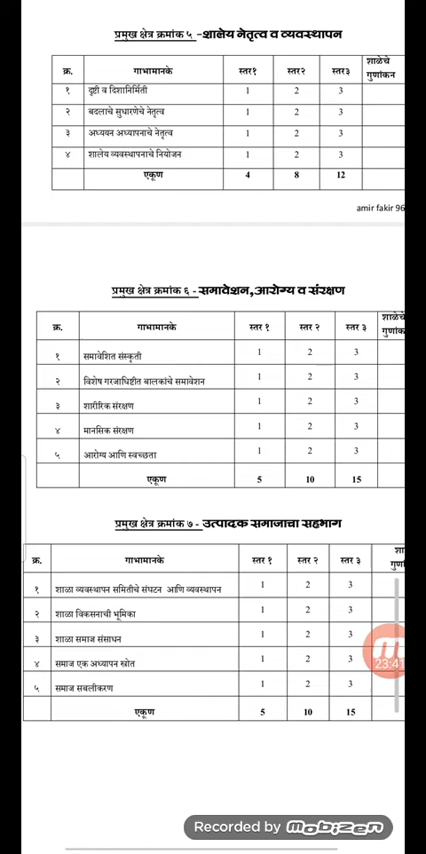 प्रमुख क्षेत्र क्रमांक ५ -शालेय नेतृत्व व व्यवस्थापन
क्र. गाभामानके स्तर१ स्तर२ स्तर३ शाळेचे गुणांकन
१ दृष्टी व दिशानिर्मिती 1 2 3
२ बदलाचे सुधारणेचे नेतृत्व 1 2 3
३ अध्ययन अध्यापनाचे नेतृत्व 1 2 3
४ शालेय व्यवस्थापनाचे नियोजन 1 2 3
एकूण 4 8 12
amir fakir 96
प्रमुख क्षेत्र क्रमांक ६ - समावेशन,आरोग्य व संरक्षण
क्र. गाभामानके स्तर १ स्तर २ स्तर ३ शाळेचे गुणांक
१ समावेशित संस्कृती 1 2 3
२ विशेष गरजाधिष्टीत बालकांचे समावेशन 1 2 3
३ शारीरिक संरक्षण 1 2 3
४ मानसिक संरक्षण 1 2 3
५ आरोग्य आणि स्वच्छता 1 2 3
एकूण 5 10 15
प्रमुख क्षेत्र क्रमांक ७ - उत्पादक समाजाचा सहभाग
क्र. गाभामानके स्तर १ स्तर २ स्तर ३ शा गुण
१ शाळा व्यवस्थापन समितीचे संघटन आणि व्यवस्थापन 1 2 3
२ शाळा विकसनाची भूमिका 1 2 3
३ शाळा समाज संसाधन 1 2 3
४ समाज एक अध्यापन स्रोत 1 2 3
23:41
५ समाज सबलीकरण 1 2 3
एकूण 5 10 15
Recorded by mobizen